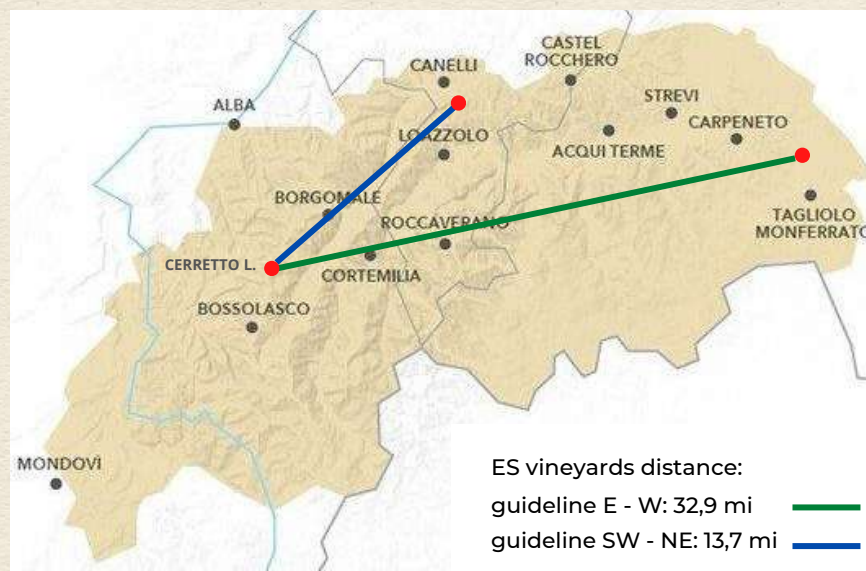 CASTEL
ROCCHERO
CANELLI
STREVI
ALBA
CARPENETO
LOAZZOLO
ACQUI TERME
BORGOMALE
ROCCAVERANO
TAGLIOLO
MONFERRATO
CERRETTO L.
CORTEMILIA
BOSSOLASCO
MONDOVÌ
ES vineyards distance:
guideline E - W: 32,9 mi
guideline SW - NE: 13,7 mi